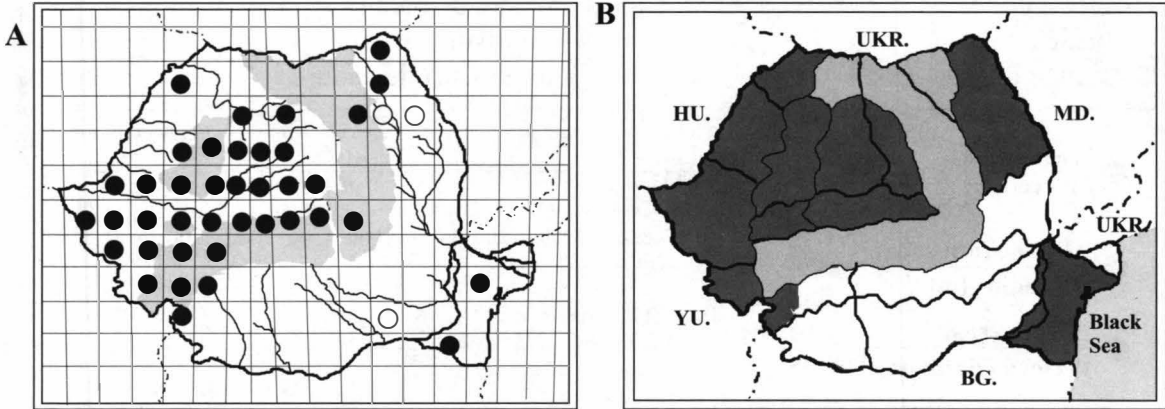 A
B
UKR.
HU.
MD.
UKR.
YU.
Black
Sea
BG.